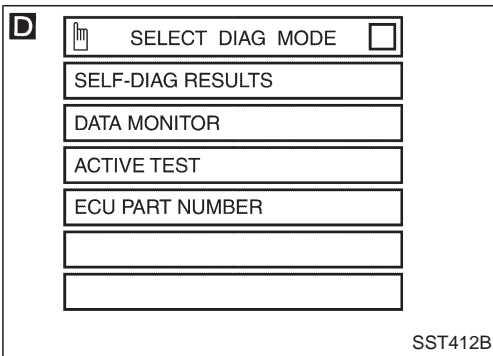 D
SELECT DIAG MODE
SELF-DIAG RESULTS
DATA MONITOR
ACTIVE TEST
ECU PART NUMBER
SST412B